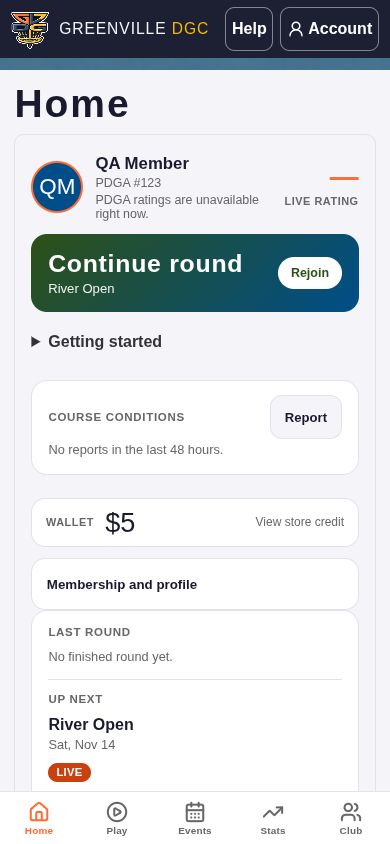 GREENVILLE DGC
Help
Account
Home
QM
QA Member
PDGA #123
PDGA ratings are unavailable
right now.
—
LIVE RATING
Continue round
River Open
Rejoin
Getting started
COURSE CONDITIONS
Report
No reports in the last 48 hours.
WALLET $5
View store credit
Membership and profile
LAST ROUND
No finished round yet.
UP NEXT
River Open
Sat, Nov 14
LIVE
Home
Play
Events
Stats
Club